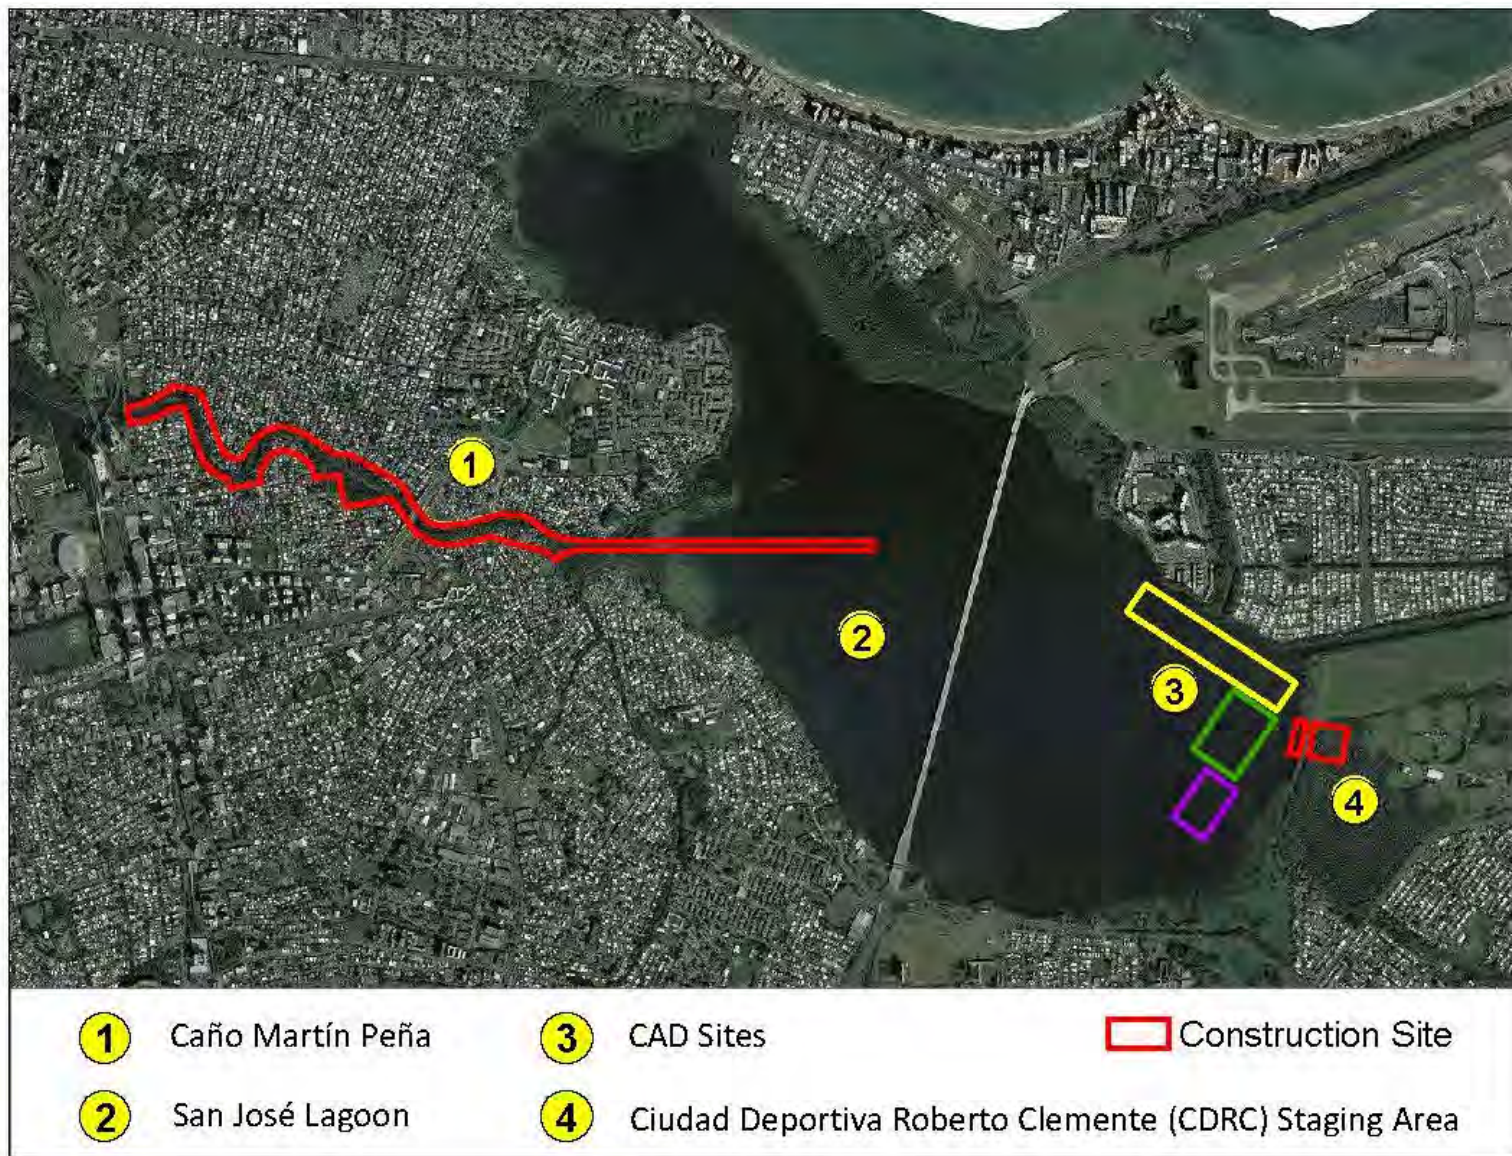 1
2
3
4
1 Caño Martín Peña
3 CAD Sites
Construction Site
2 San José Lagoon
4 Ciudad Deportiva Roberto Clemente (CDRC) Staging Area